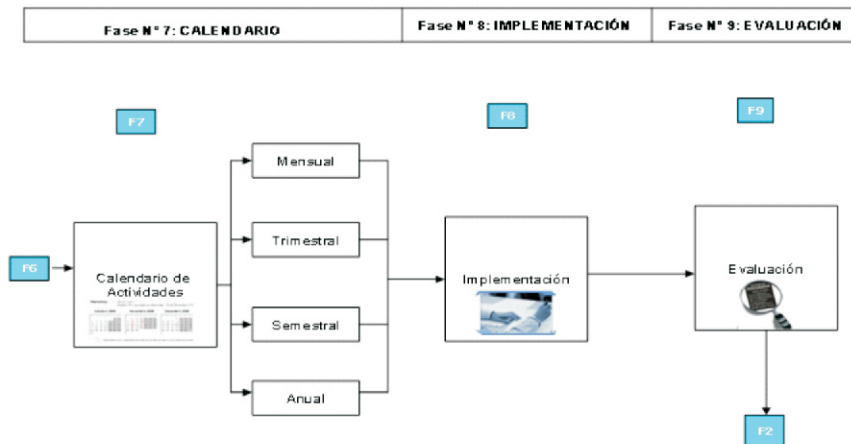 Fase N° 7: CALENDARIO
Fase N° 8: IMPLEMENTACIÓN
Fase N° 9: EVALUACIÓN
F7
F8
F9
Mensual
Trimestral
F6
Calendario de
Actividades
Implementación
Evaluación
Semestral
Anual
F2